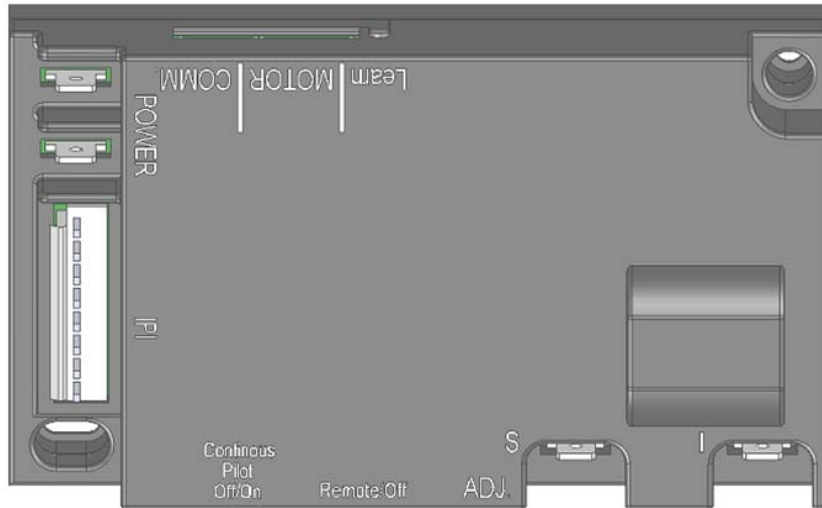 COMM.
MOTOR
Learn
POWER
IPI
S
I
Continous
Pilot
Off/On
Remote/Off
ADJ.